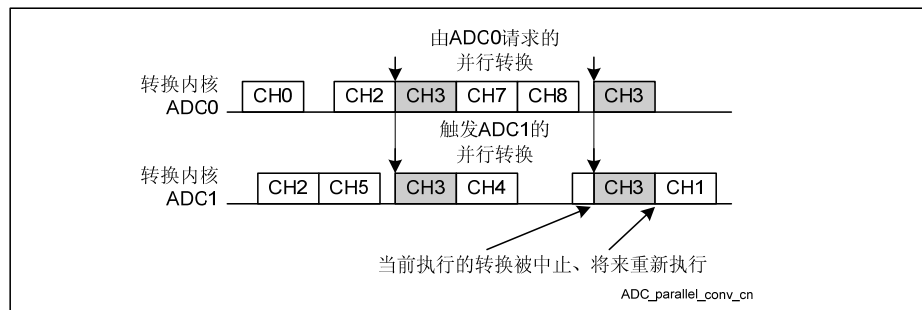 由ADC0请求的
并行转换
转换内核
ADC0
CH0
CH2
CH3
CH7
CH8
CH3
触发ADC1的
并行转换
转换内核
ADC1
CH2
CH5
CH3
CH4
CH3
CH1
当前执行的转换被中止、将来重新执行
ADC_parallel_conv_cn